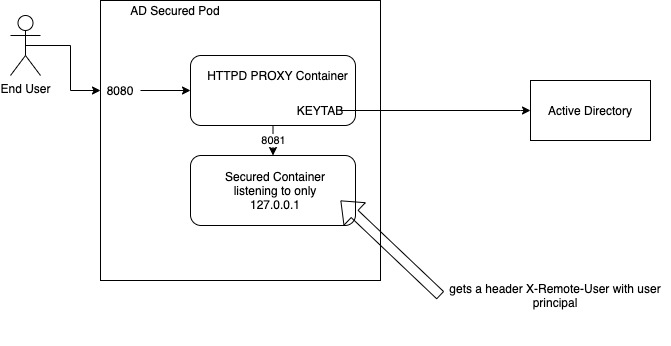 AD Secured Pod
HTTPD PROXY Container
End User
8080
KEYTAB
Active Directory
8081
Secured Container
listening to only
127.0.0.1
gets a header X-Remote-User with user
principal